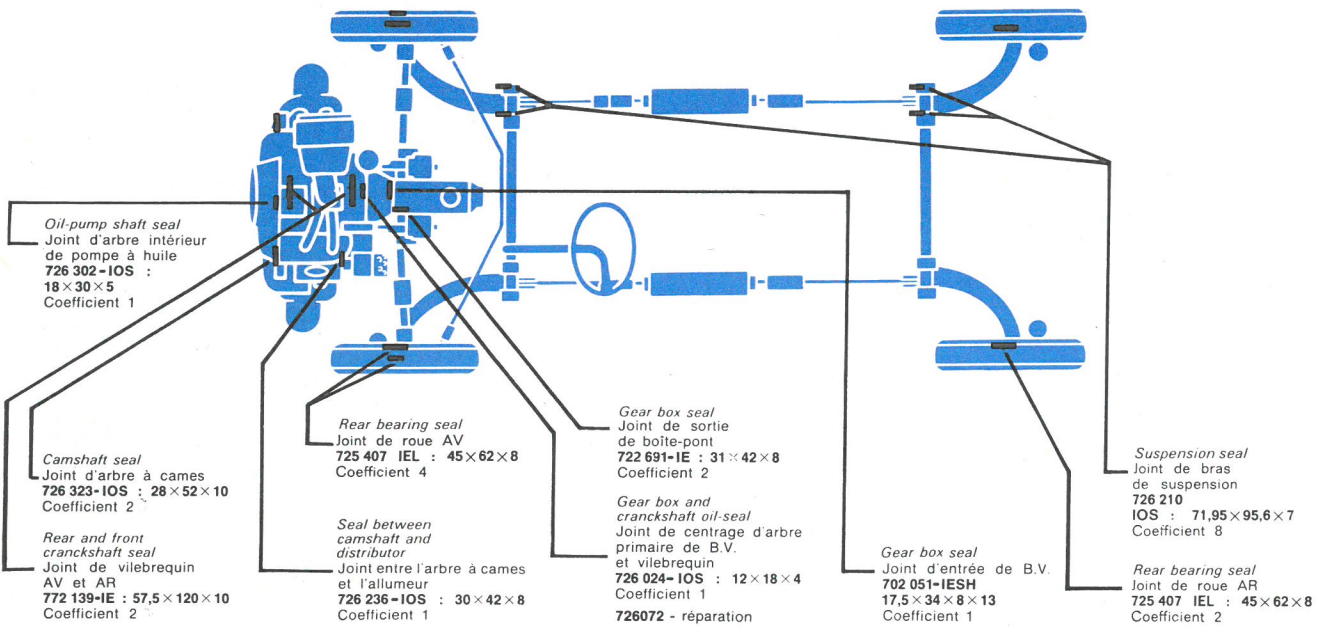 Oil-pump shaft seal
Joint d'arbre intérieur
de pompe à huile
726 302-IOS :
18×30×5
Coefficient 1
Camshaft seal
Joint d'arbre à cames
726 323-IOS : 28×52×10
Coefficient 2
Rear and front
cranckshaft seal
Joint de vilebrequin
AV et AR
772 139-IE : 57,5×120×10
Coefficient 2
Rear bearing seal
Joint de roue AV
725 407 IEL : 45×62×8
Coefficient 4
Seal between
camshaft and
distributor
Joint entre l'arbre à cames
et l'allumeur
726 236-IOS : 30×42×8
Coefficient 1
Gear box seal
Joint de sortie
de boîte-pont
722 691-IE : 31×42×8
Coefficient 2
Gear box and
cranckshaft oil-seal
Joint de centrage d'arbre
primaire de B.V.
et vilebrequin
726 024-IOS : 12×18×4
Coefficient 1
726072 - réparation
Gear box seal
Joint d'entrée de B.V.
702 051-IESH
17,5×34×8×13
Coefficient 1
Suspension seal
Joint de bras
de suspension
726 210
IOS : 71,95×95,6×7
Coefficient 8
Rear bearing seal
Joint de roue AR
725 407 IEL : 45×62×8
Coefficient 2